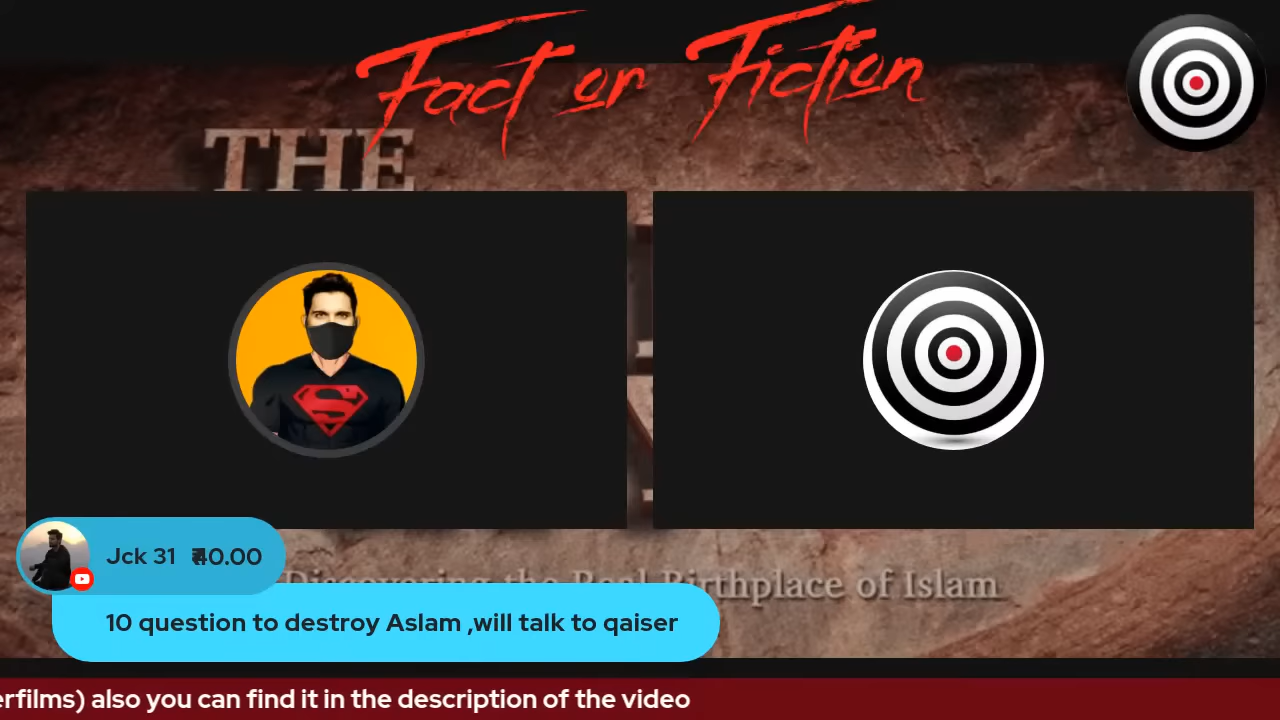 Fact or Fiction
THE
Jck 31 ₹40.00
Discovering the Real Birthplace of Islam
10 question to destroy Aslam ,will talk to qaiser
erfilms) also you can find it in the description of the video